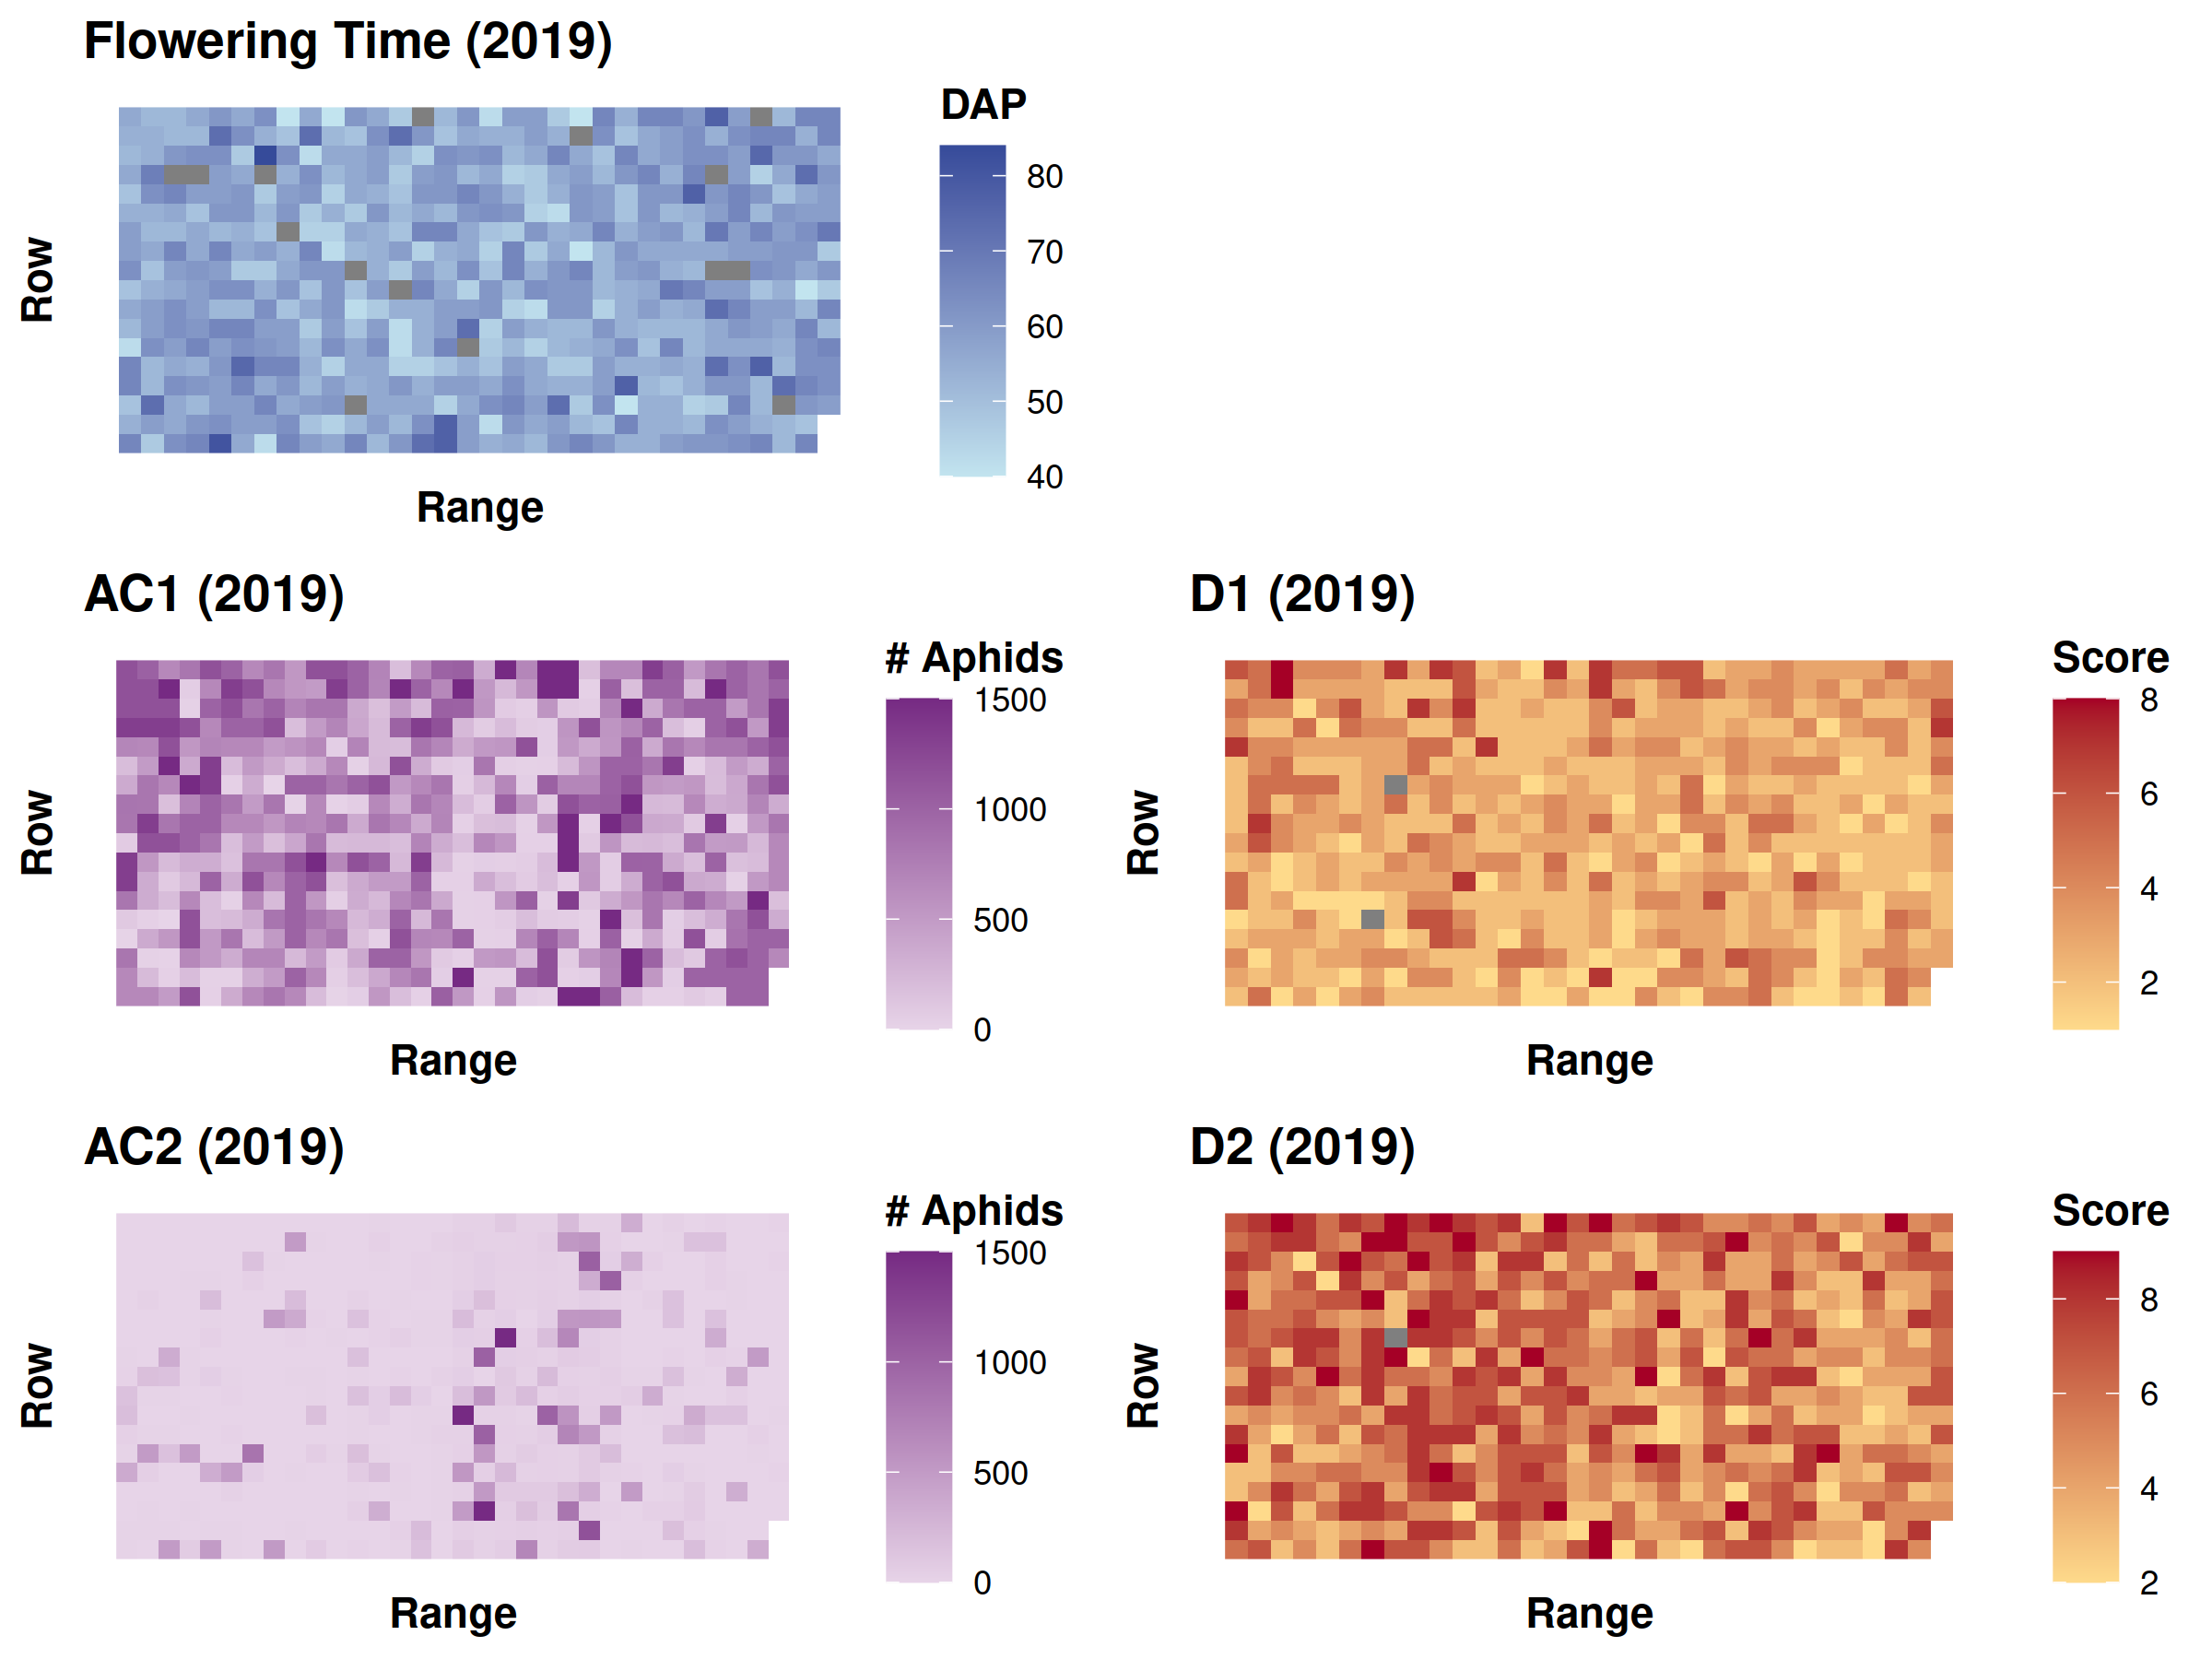 Flowering Time (2019)
DAP
80
70
60
50
40
Row
Range
AC1 (2019)
# Aphids
1500
1000
500
0
Row
Range
D1 (2019)
Score
8
6
4
2
Row
Range
AC2 (2019)
# Aphids
1500
1000
500
0
Row
Range
D2 (2019)
Score
8
6
4
2
Row
Range